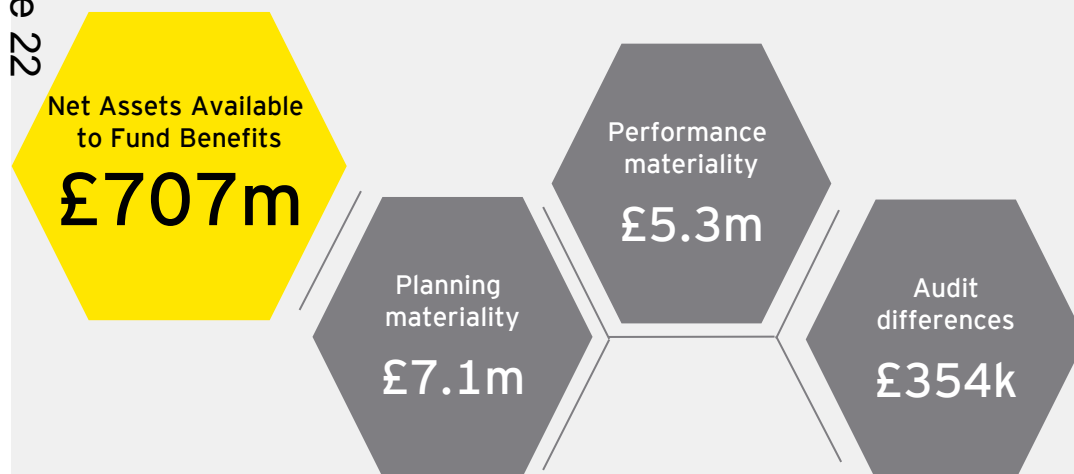 e 22
Net Assets Available
to Fund Benefits
£707m
Planning
materiality
£7.1m
Performance
materiality
£5.3m
Audit
differences
£354k